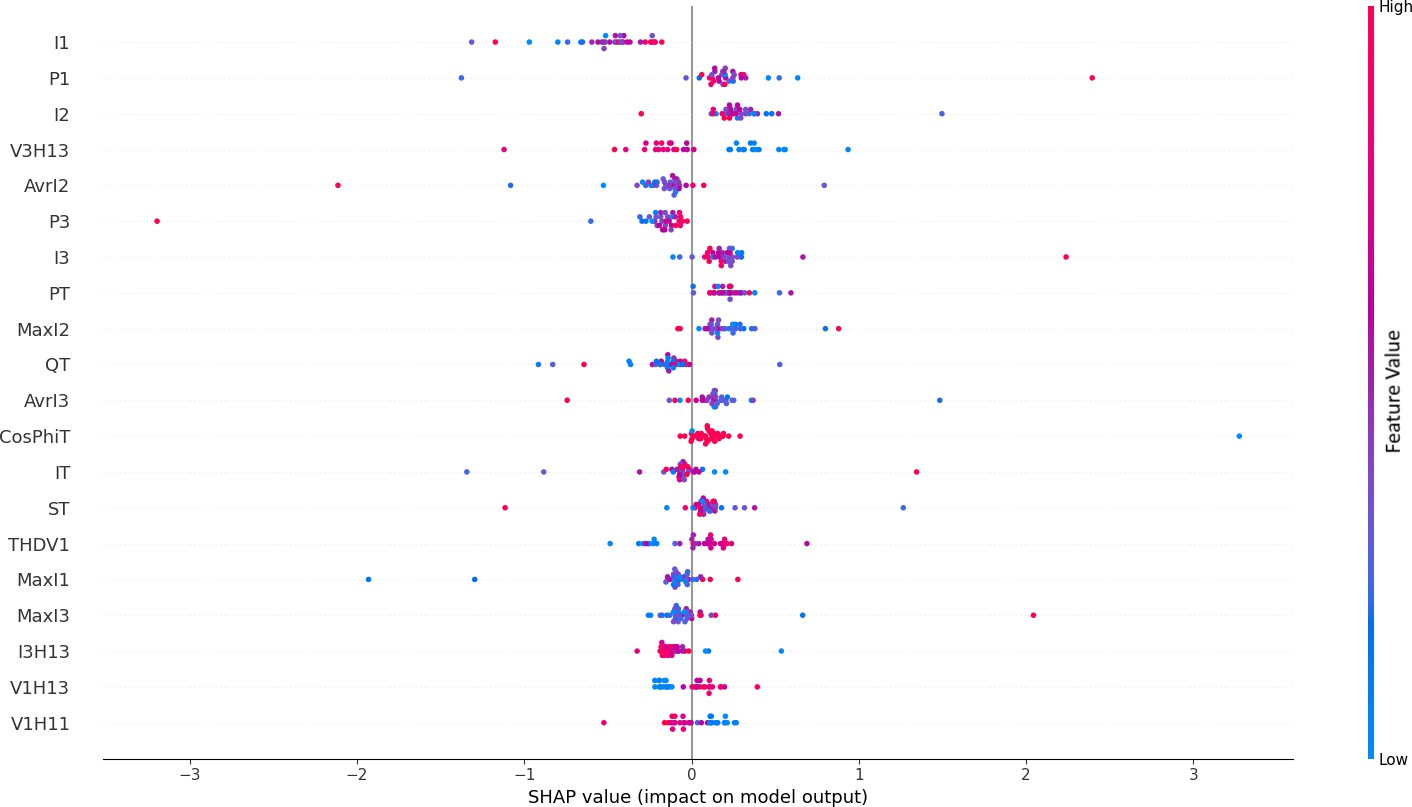 High
I1
P1
I2
V3H13
AvrI2
P3
I3
PT
MaxI2
QT
AvrI3
CosPhiT
IT
ST
THDV1
MaxI1
MaxI3
I3H13
V1H13
V1H11
Feature Value
Low
−3 −2 −1 0 1 2 3
SHAP value (impact on model output)